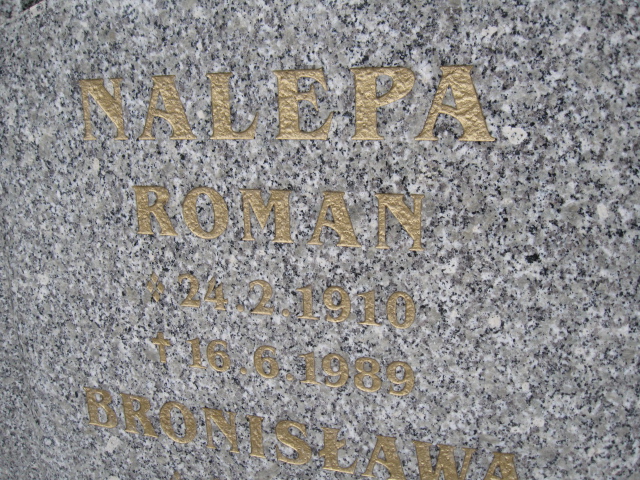 NALEPA
ROMAN
* 24.2.1910
† 16.6.1989
BRONISŁAWA